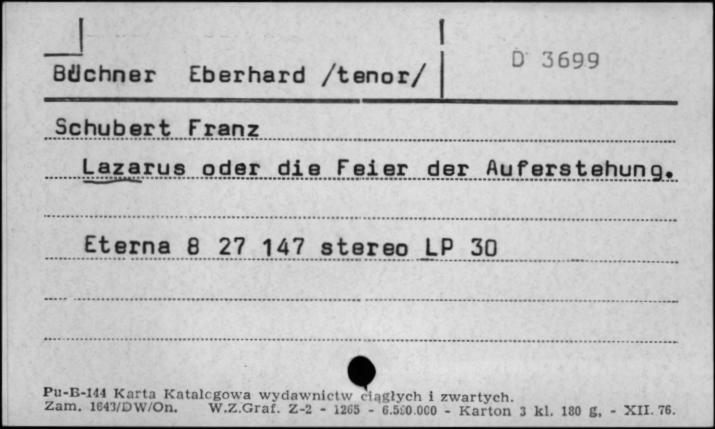 D 3699
Büchner Eberhard /tenor/
Schubert Franz
Lazarus oder die Feier der Auferstehung.
Eterna 8 27 147 stereo LP 30
Pu-B-144 Karta Katalogowa wydawnictw ciągłych i zwartych.
Zam. 1643/DW/On. W.Z.Graf. Z-2 - 1265 - 6.500.000 - Karton 3 kl. 180 g, - XII. 76.